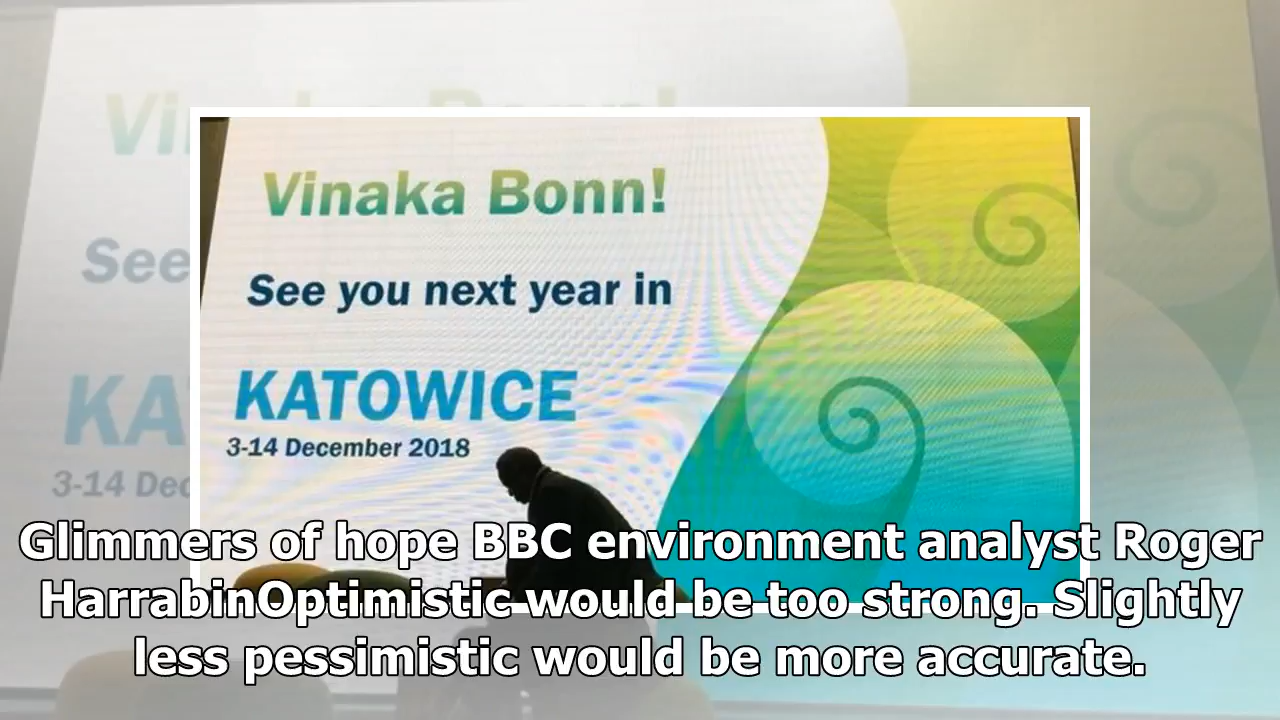 Vinaka Bonn!
See you next year in
KATOWICE
3-14 December 2018
Glimmers of hope BBC environment analyst Roger
HarrabinOptimistic would be too strong. Slightly
less pessimistic would be more accurate.